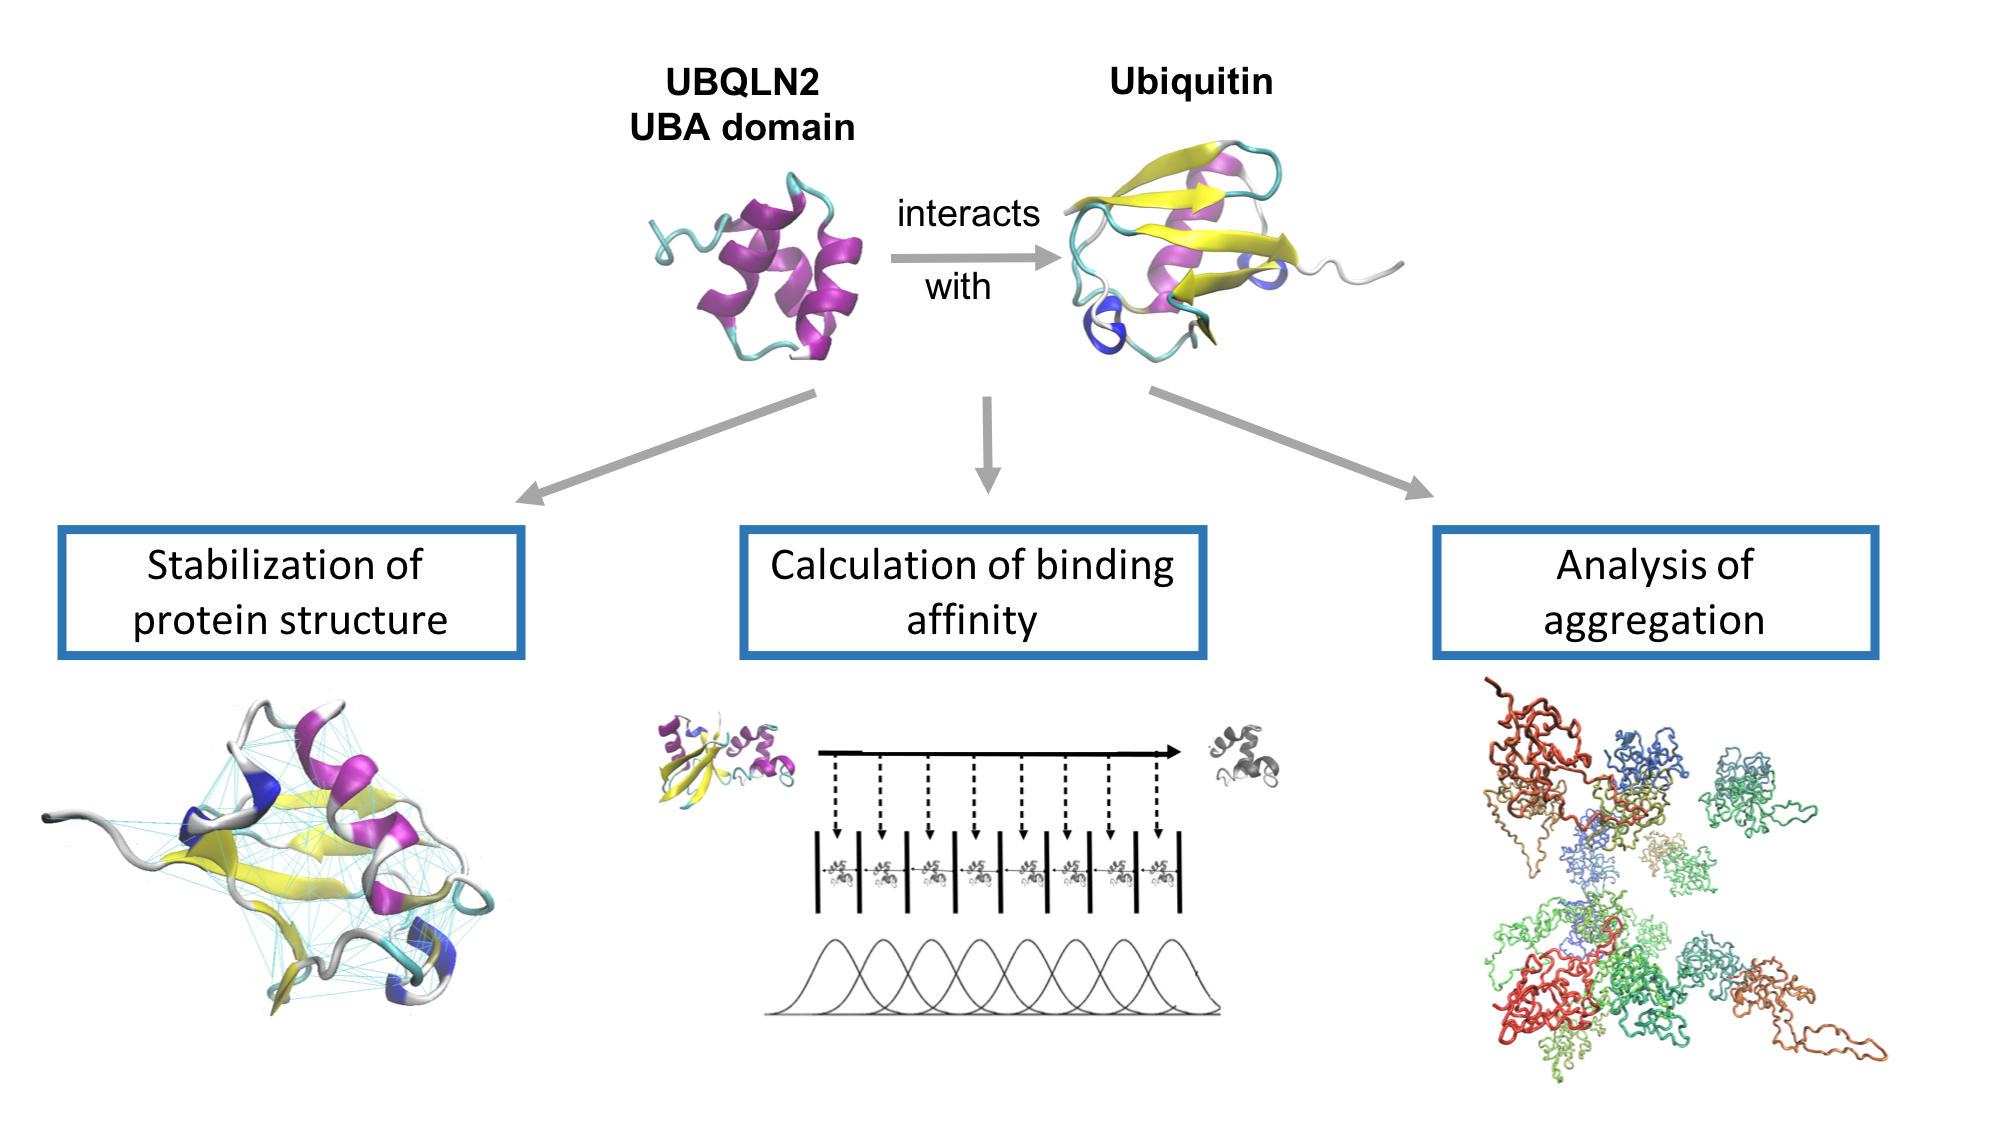 UBQLN2
UBA domain
Ubiquitin
interacts
with
Stabilization of
protein structure
Calculation of binding
affinity
Analysis of
aggregation